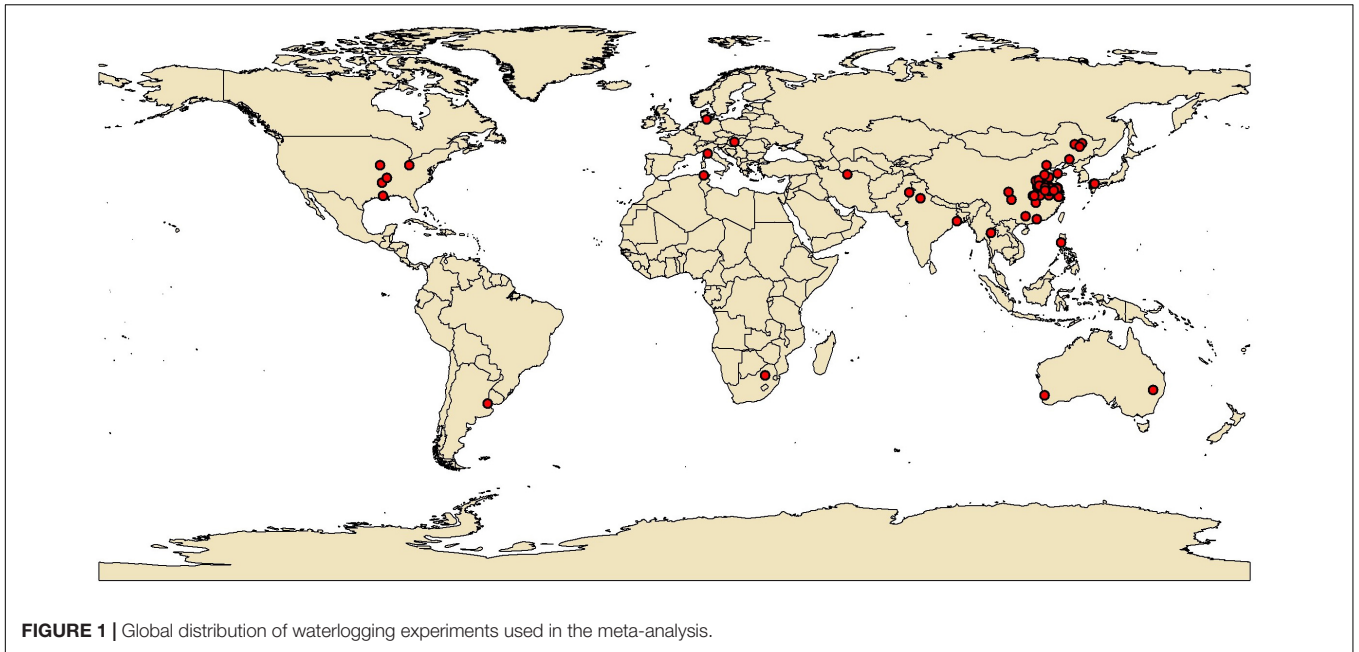 FIGURE 1 | Global distribution of waterlogging experiments used in the meta-analysis.